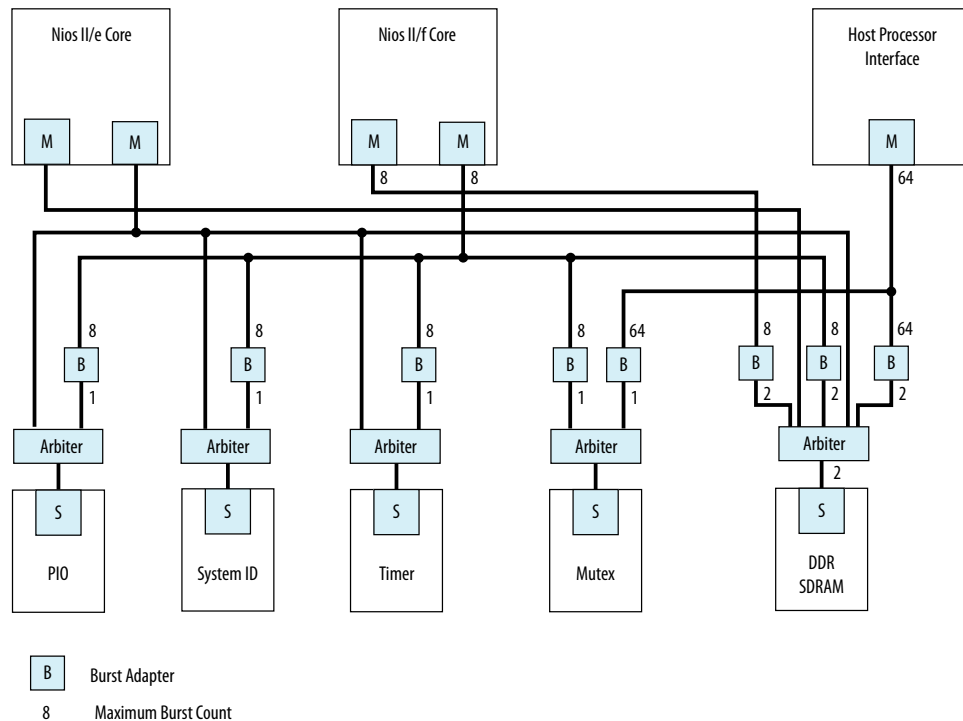 Nios II/e Core
Nios II/f Core
Host Processor
Interface
M
M
M
M
M
8
8
64
8
8
8
8
64
8
8
64
B
B
B
B
B
B
B
B
1
1
1
1
1
2
2
2
Arbiter
Arbiter
Arbiter
Arbiter
Arbiter
2
S
S
S
S
S
PIO
System ID
Timer
Mutex
DDR
SDRAM
B
Burst Adapter
8
Maximum Burst Count